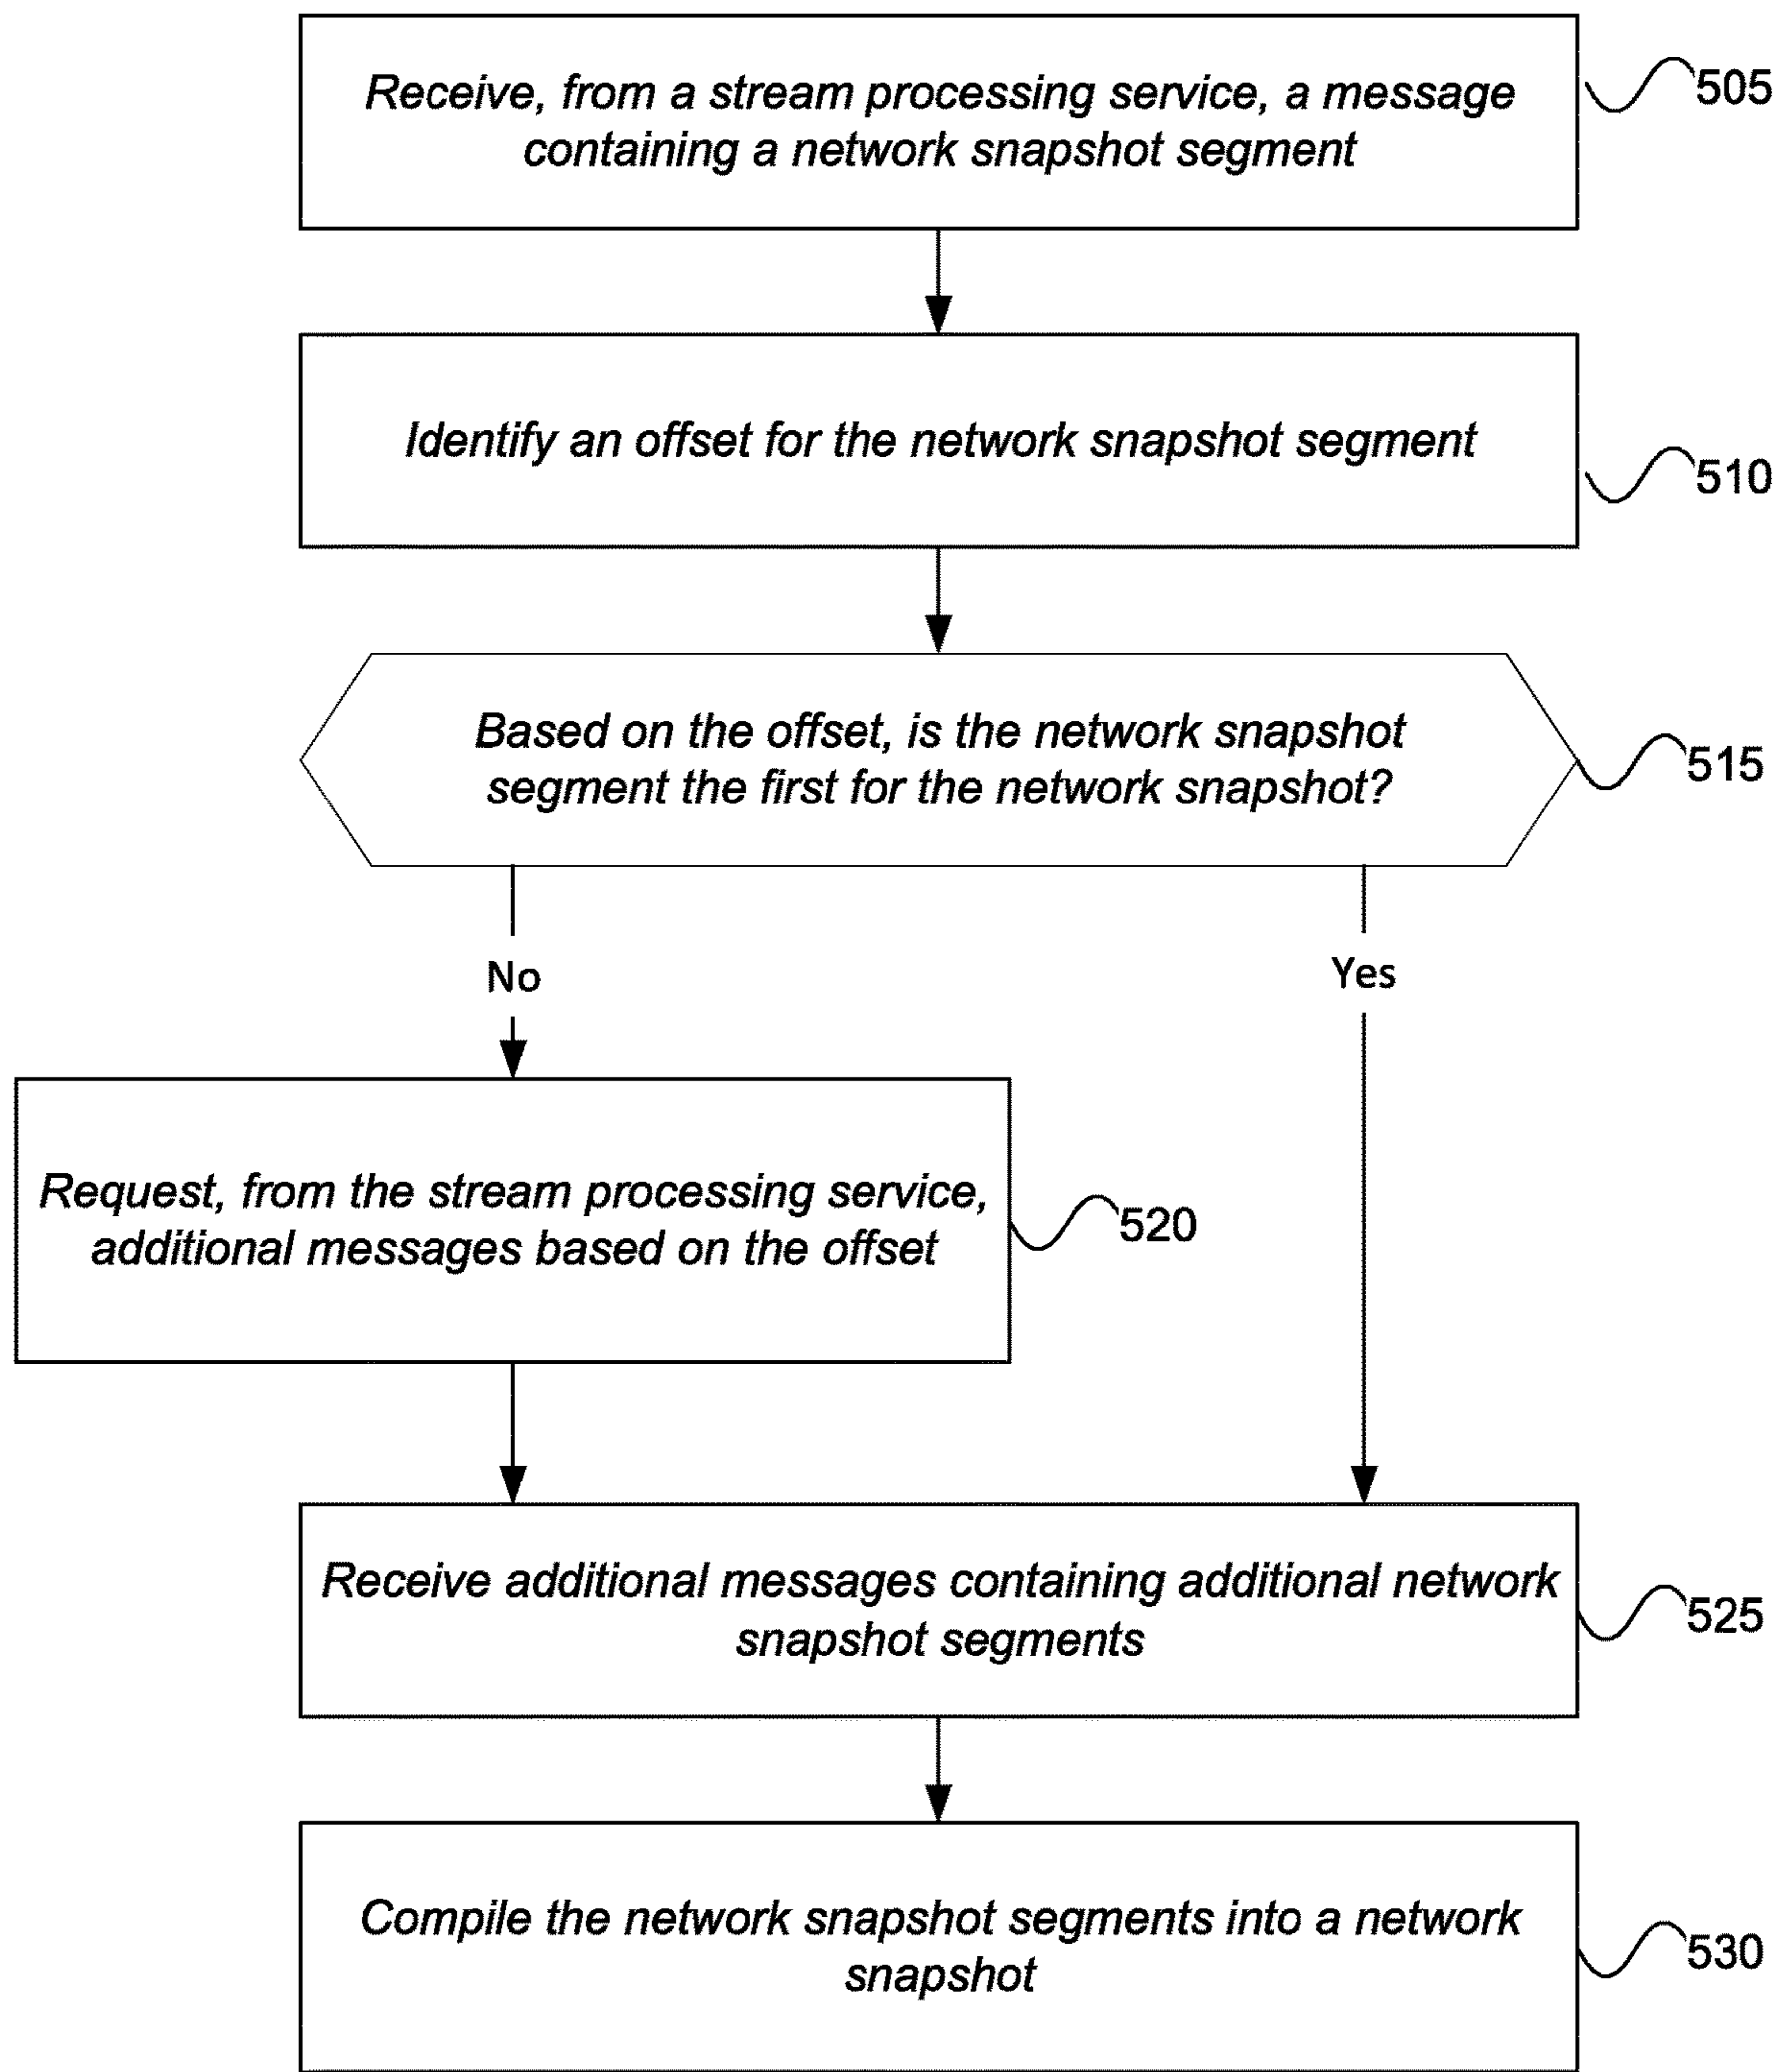 Receive, from a stream processing service, a message
containing a network snapshot segment
505
Identify an offset for the network snapshot segment
510
Based on the offset, is the network snapshot
segment the first for the network snapshot?
515
No
Yes
Request, from the stream processing service,
additional messages based on the offset
520
Receive additional messages containing additional network
snapshot segments
525
Compile the network snapshot segments into a network
snapshot
530